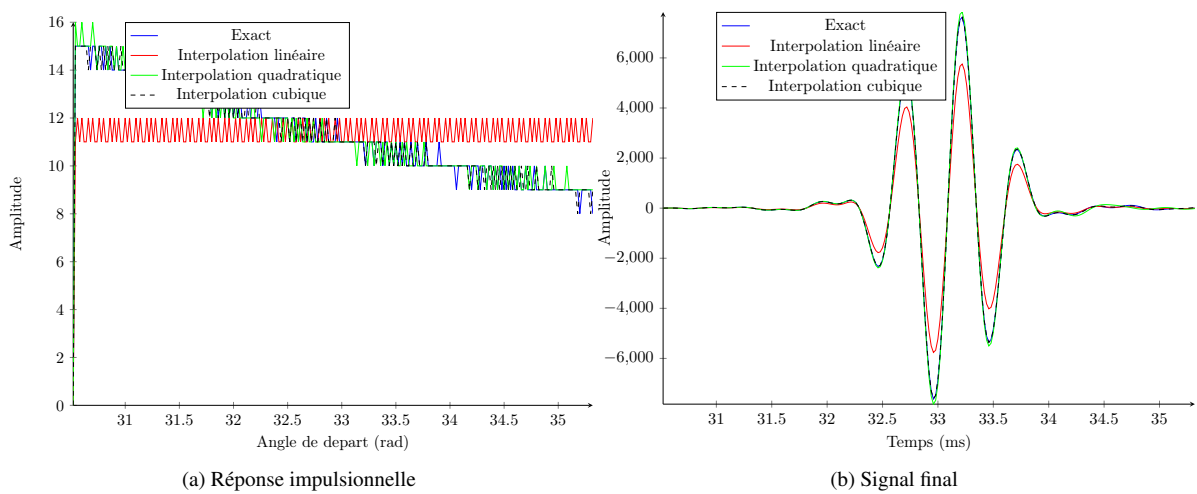 Exact
Interpolation linéaire
Interpolation quadratique
Interpolation cubique
16
14
12
10
8
6
4
2
0
Amplitude
31
31.5
32
32.5
33
33.5
34
34.5
35
Angle de depart (rad)
(a) Réponse impulsionnelle
Exact
Interpolation linéaire
Interpolation quadratique
Interpolation cubique
6,000
4,000
2,000
0
−2,000
−4,000
−6,000
Amplitude
31
31.5
32
32.5
33
33.5
34
34.5
35
Temps (ms)
(b) Signal final